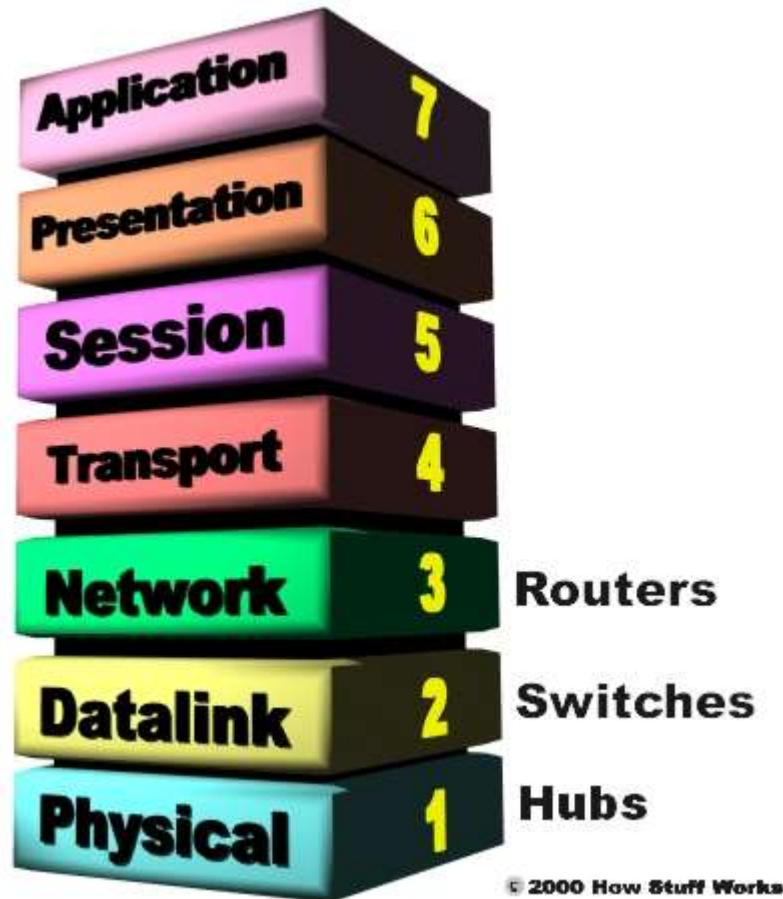 Application 7
Presentation 6
Session 5
Transport 4
Network 3 Routers
Datalink 2 Switches
Physical 1 Hubs
© 2000 How Stuff Works